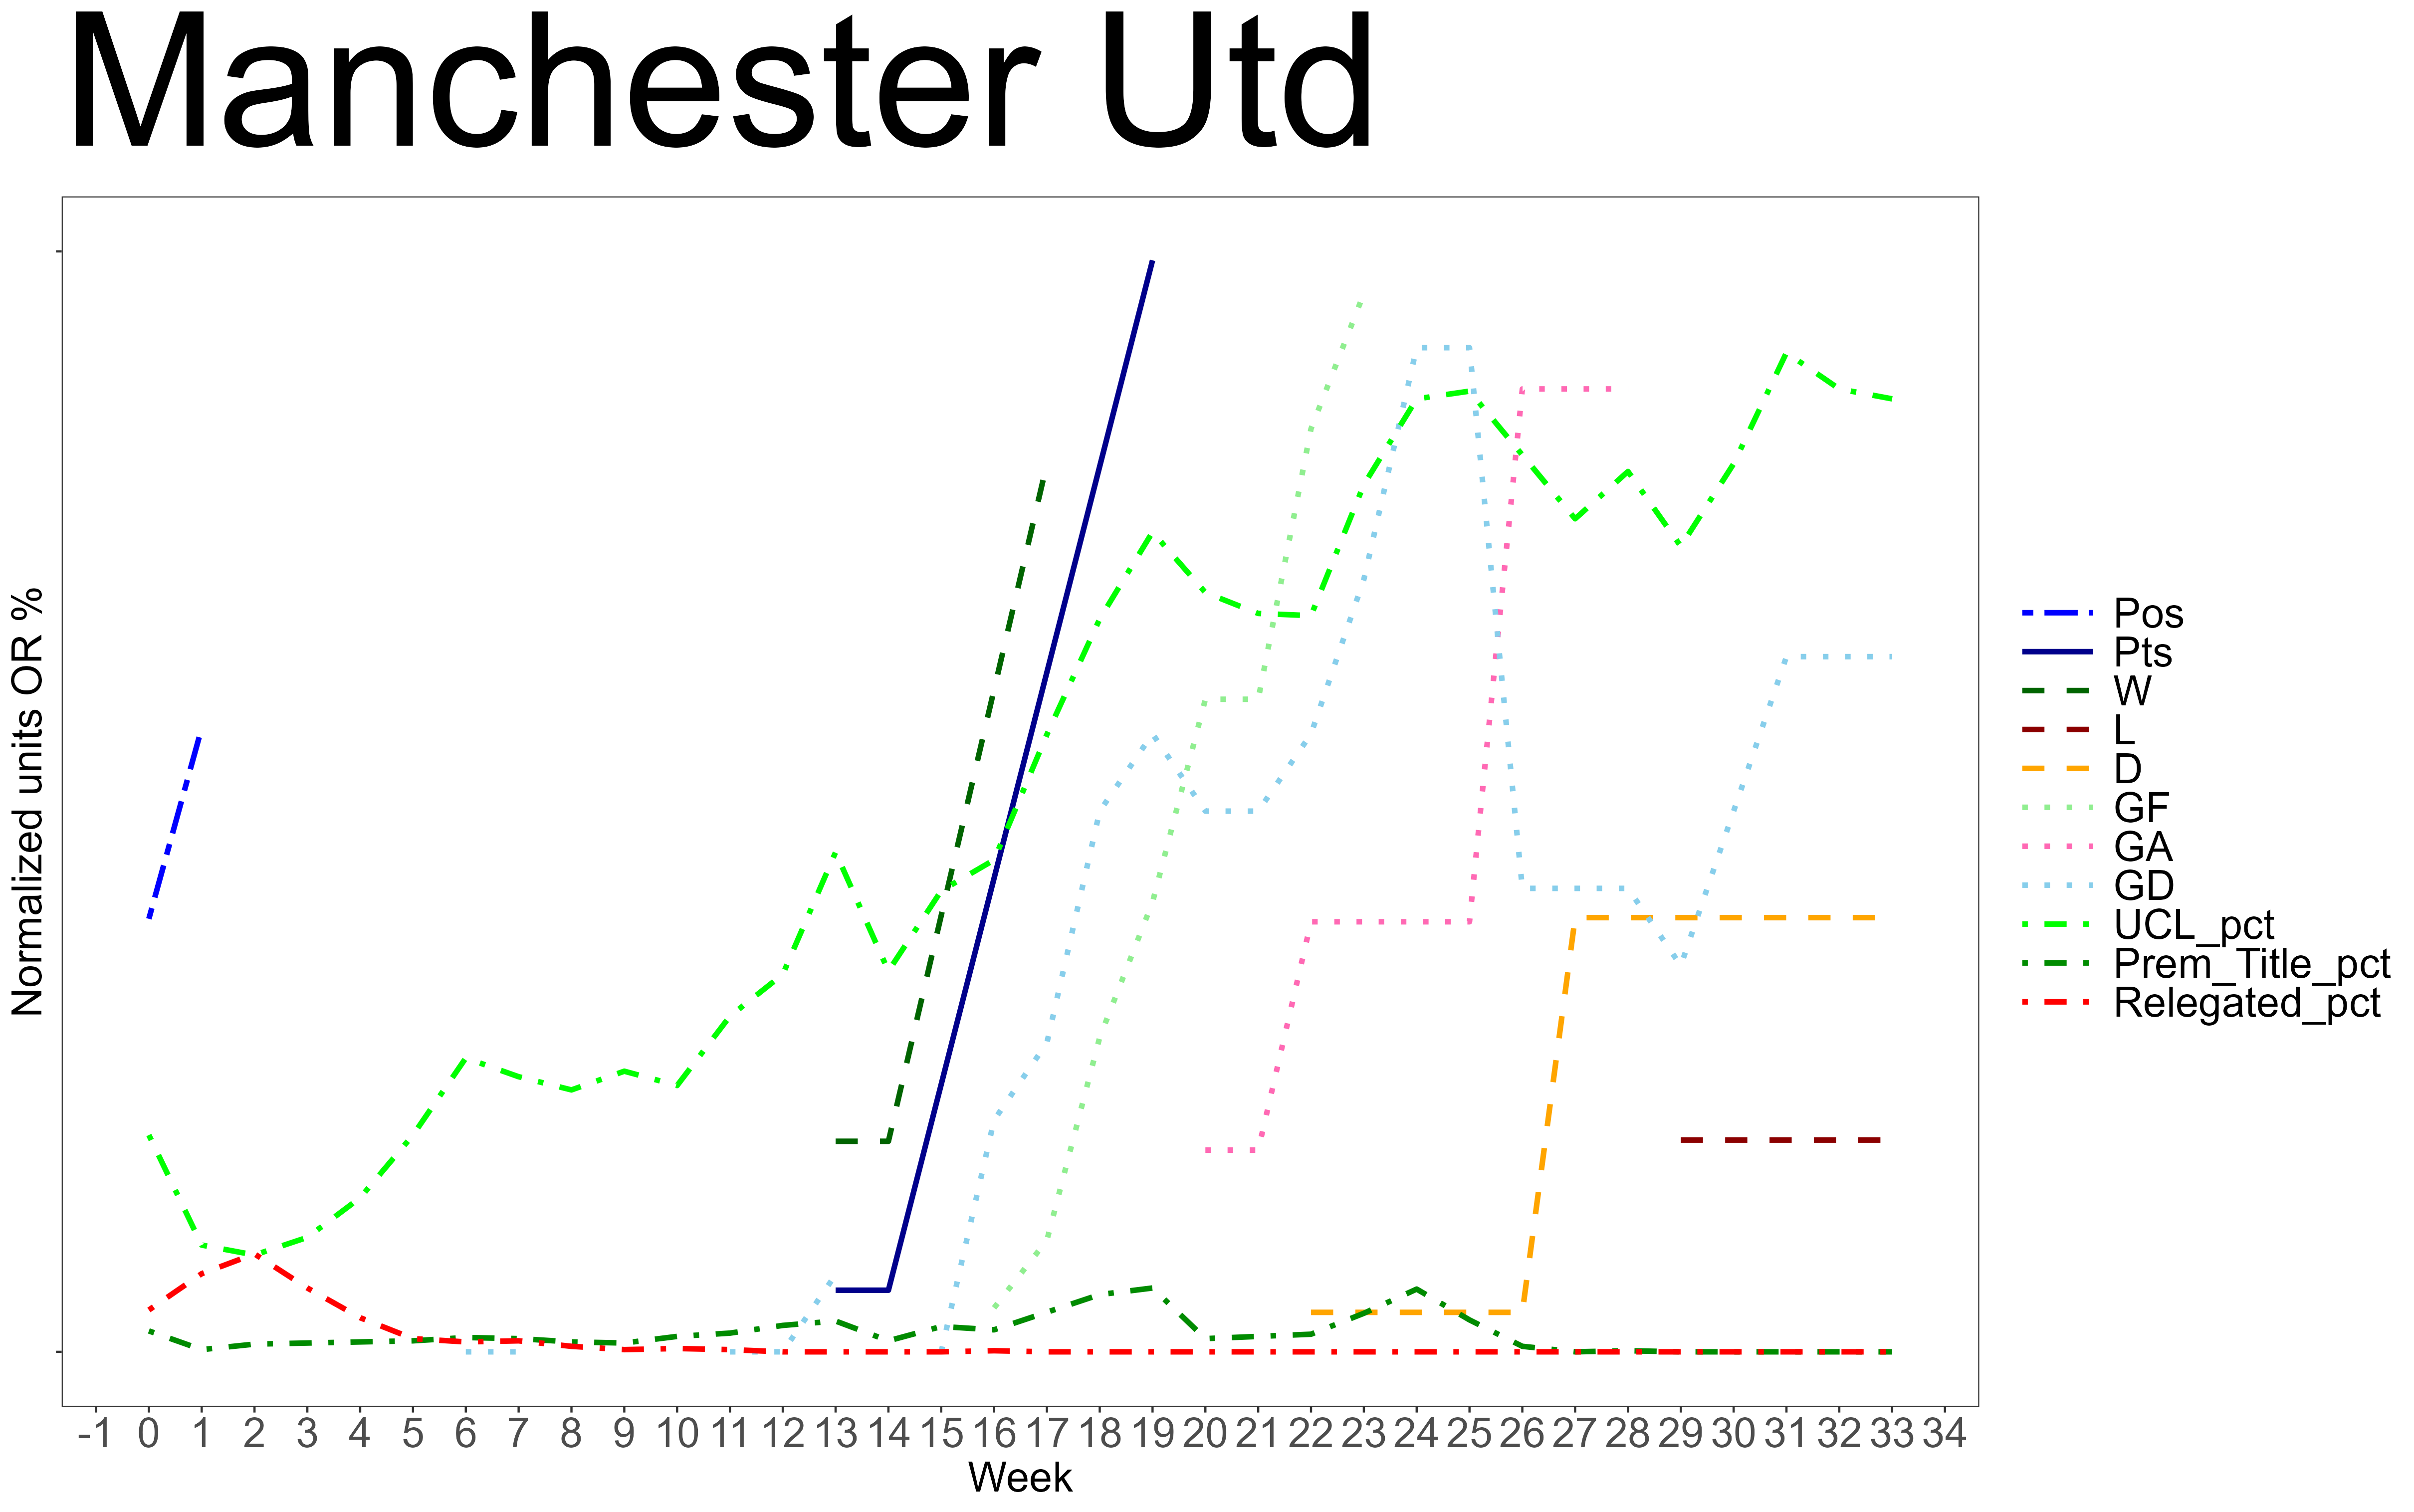 Manchester Utd
Normalized units OR %
Pos
Pts
W
L
D
GF
GA
GD
UCL_pct
Prem_Title_pct
Relegated_pct
-1 0 1 2 3 4 5 6 7 8 9 10 11 12 13 14 15 16 17 18 19 20 21 22 23 24 25 26 27 28 29 30 31 32 33 34
Week